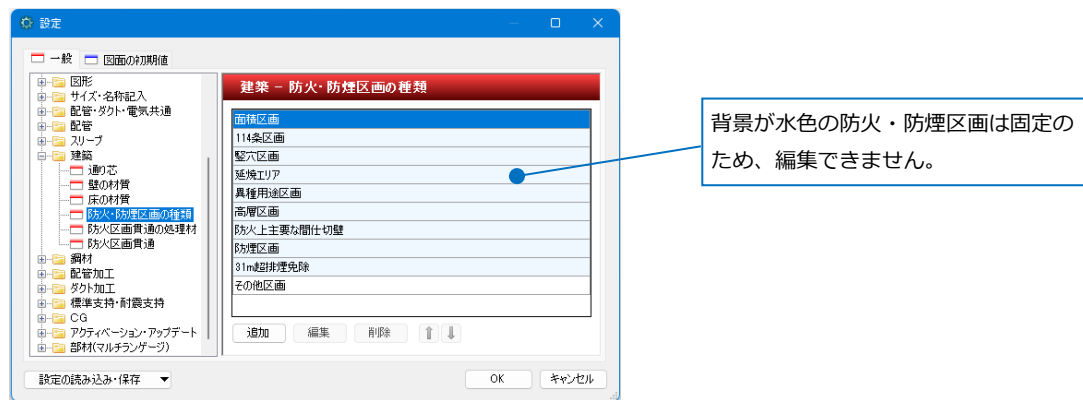 設定
一般 図面の初期値
図形
サイズ・名称記入
配管・ダクト・電気共通
配管
スリーブ
建築
通り芯
壁の材質
床の材質
防火・防煙区画の種類
防火区画貫通の処理材
防火区画貫通
鋼材
配管加工
ダクト加工
標準支持・耐震支持
CG
アクティベーション・アップデート
部材(マルチランゲージ)
建築 - 防火・防煙区画の種類
面積区画
114条区画
竪穴区画
延焼エリア
異種用途区画
高層区画
防火上主要な間仕切壁
防煙区画
31m超排煙免除
その他区画
追加 編集 削除
設定の読み込み・保存
OK キャンセル
背景が水色の防火・防煙区画は固定の
ため、編集できません。